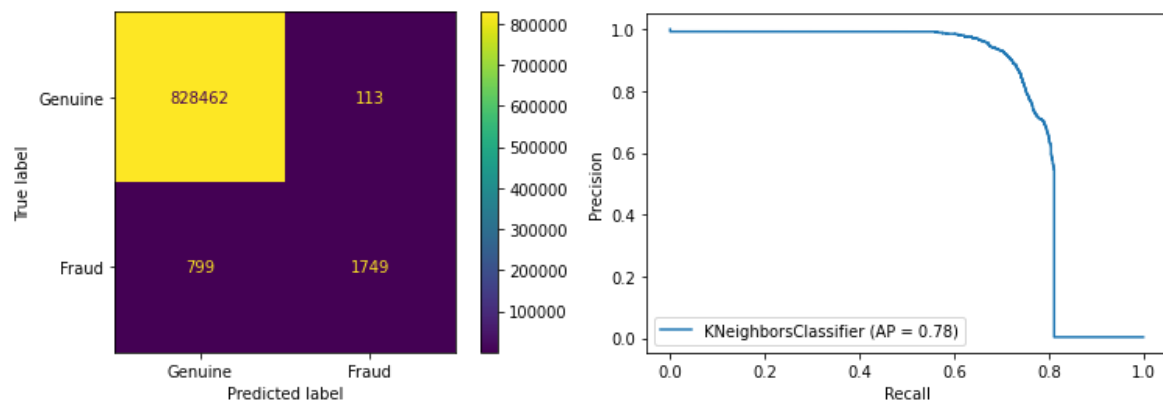 True label
Genuine
Fraud
828462
113
799
1749
Genuine
Fraud
Predicted label
800000
700000
600000
500000
400000
300000
200000
100000
Precision
1.0
0.8
0.6
0.4
0.2
0.0
KNeighborsClassifier (AP = 0.78)
0.0
0.2
0.4
0.6
0.8
1.0
Recall